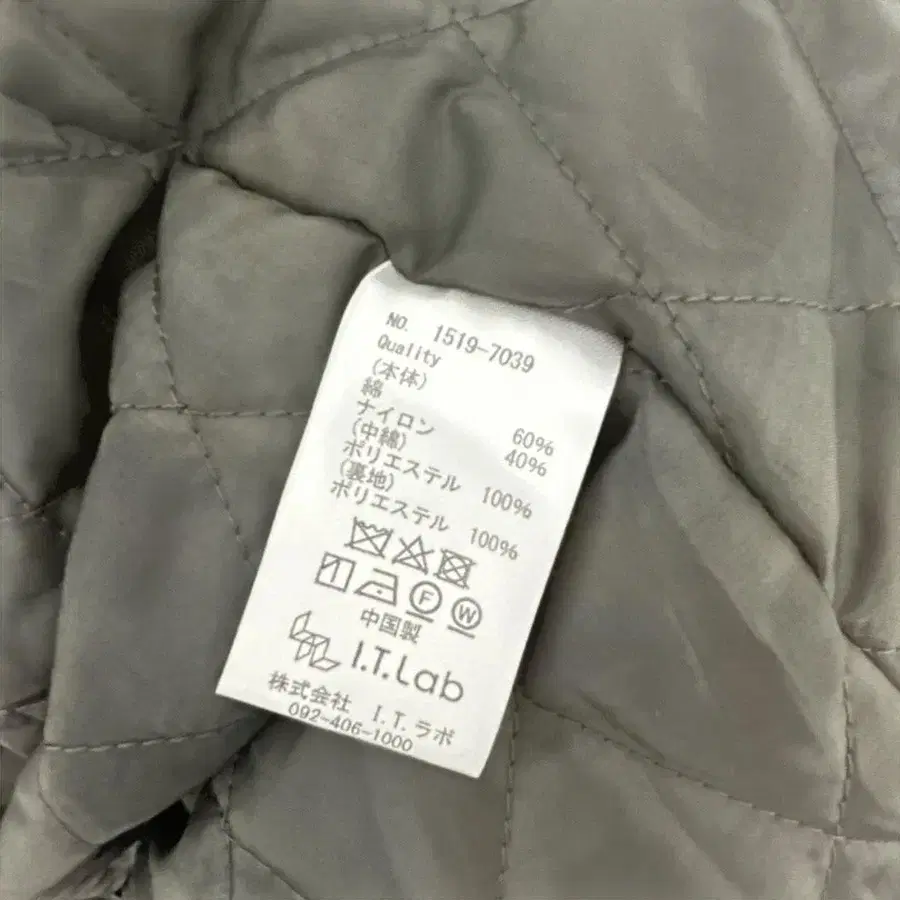 NO. 1519-7039
Quality
(本体)
綿 60%
ナイロン 40%
(中綿)
ポリエステル 100%
(裏地)
ポリエステル 100%
F W
中国製
I.T.Lab
株式会社 I.T.ラボ
092-406-1000